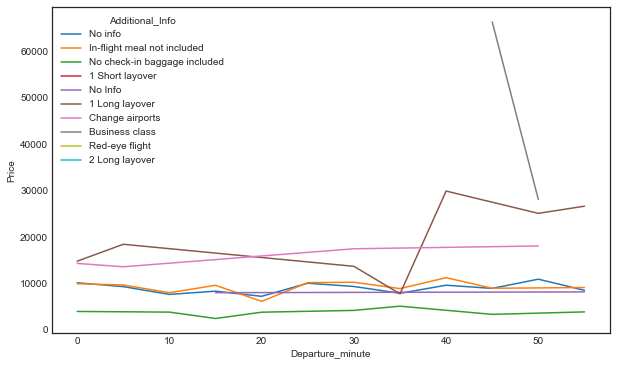 Additional_Info
No info
In-flight meal not included
No check-in baggage included
1 Short layover
No Info
1 Long layover
Change airports
Business class
Red-eye flight
2 Long layover
Price
60000
50000
40000
30000
20000
10000
0
0 10 20 30 40 50
Departure_minute